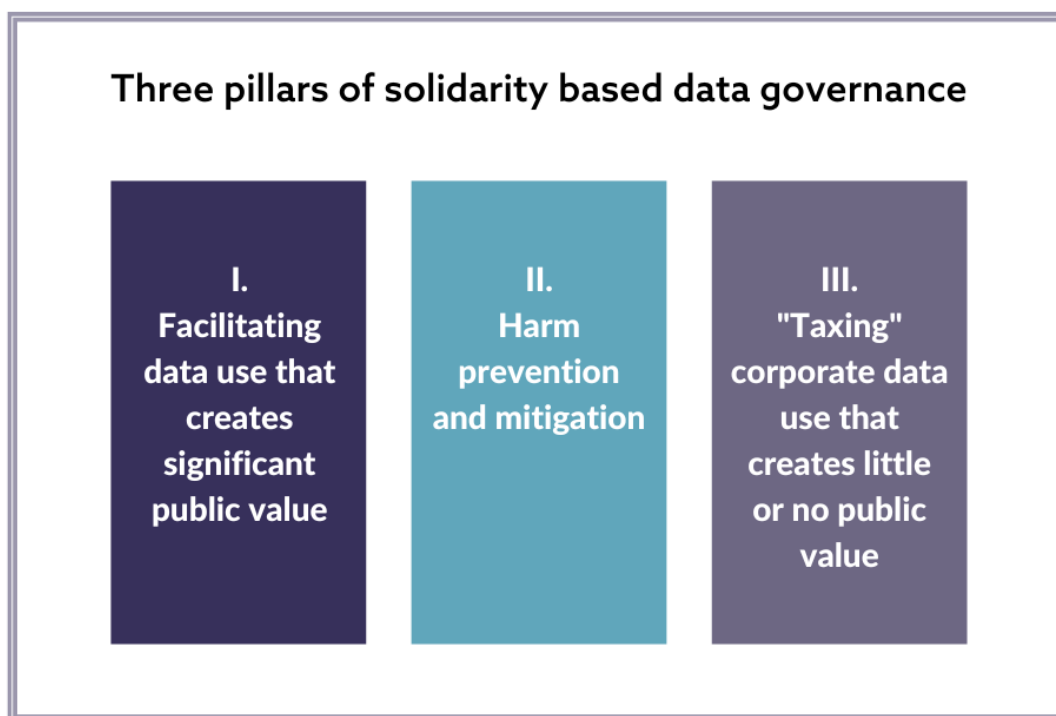 Three pillars of solidarity based data governance
I.
Facilitating
data use that
creates
significant
public value
II.
Harm
prevention
and mitigation
III.
"Taxing"
corporate data
use that
creates little
or no public
value